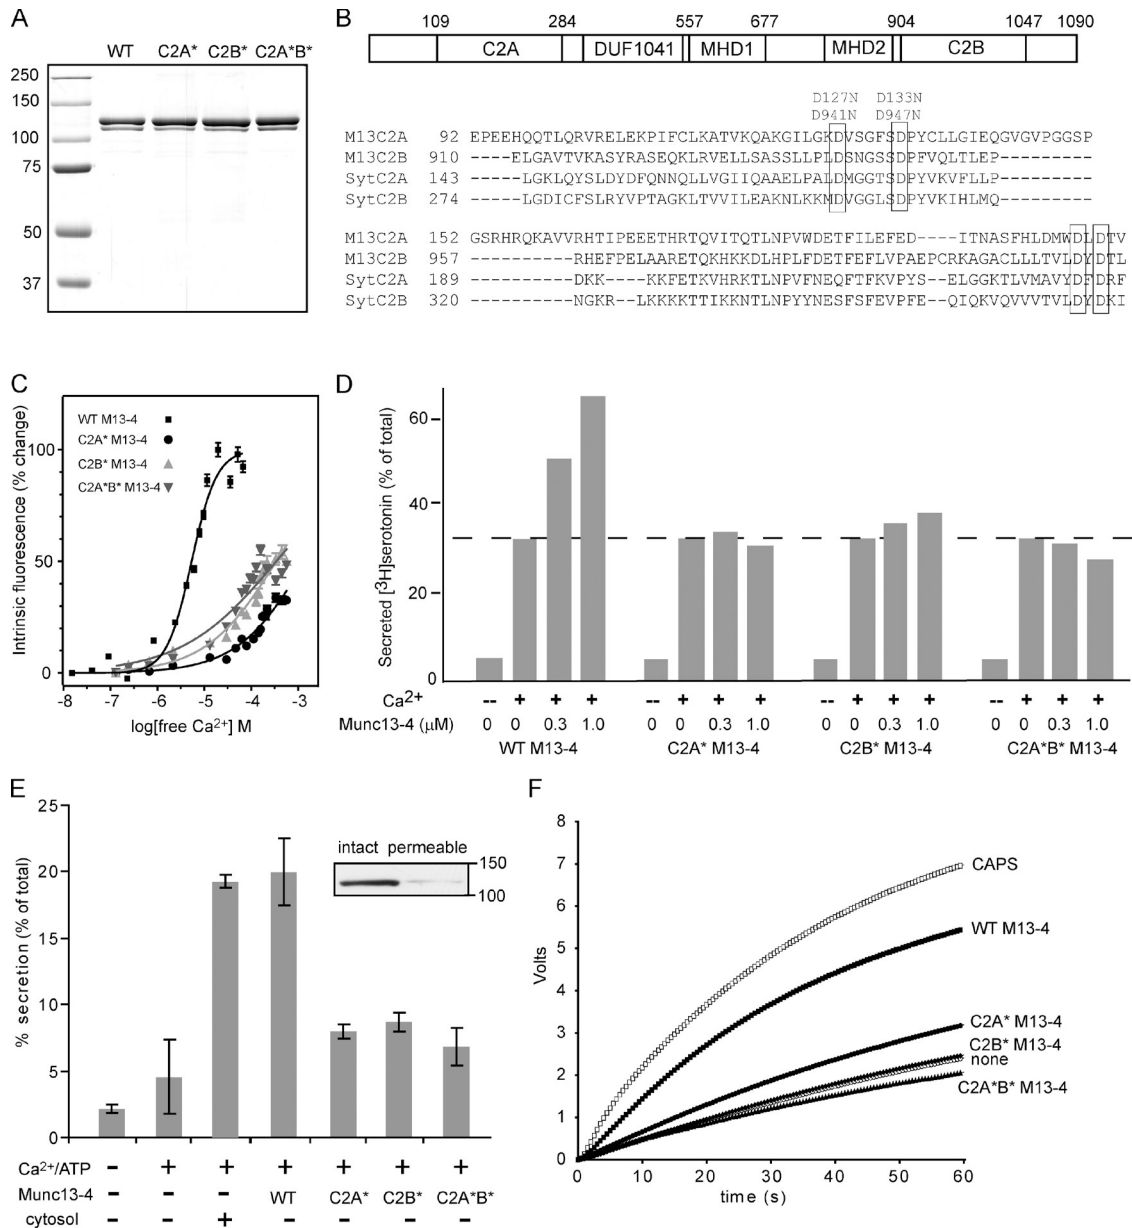 A
WT C2A* C2B* C2A*B*
250
150
100
75
50
37
B
109 284 557 677 904 1047 1090
C2A DUF1041 MHD1 MHD2 C2B
D127N D133N
D941N D947N
M13C2A 92 EPEEHQQTLQRVRELEKPIFCLKATVKQAKGILGKDVSGFSDPYCLLGIEQGVGVPGGSP
M13C2B 910 ----ELGAVTVKASYRASEQKLRVELLSASSLLPLDSNGSSDPFVQLTLEP---------
SytC2A 143 -----LGKLQYSLDYDFQNNQLLVGIIQAAELPALDMGGTSDPYVKVFLLP---------
SytC2B 274 -----LGDICFSLRYVPTAGKLTVVILEAKNLKKMDVGGLSDPYVKIHLMQ---------
M13C2A 152 GSRHRQKAVVRHTIPEEETHRTQVITQTLNPVWDETFILEFED----ITNASFHLDMWDLDTV
M13C2B 957 ----------RHEFPELAARETQKHKKDLHPLFDETFEFLVPAEPCRKAGACLLLTVLDYDTL
SytC2A 189 ----------DKK----KKFETKVHRKTLNPVFNEQFTFKVPYS--ELGGKTLVMAVYDFDRF
SytC2B 320 ----------NGKR--LKKKKTTIKKNTLNPYYNESFSFEVPFE--QIQKVQVVVTVLDYDKI
C
Intrinsic fluorescence (% change)
WT M13-4
C2A* M13-4
C2B* M13-4
C2A*B* M13-4
100
50
0
-8 -7 -6 -5 -4 -3 -2
log[free Ca2+] M
D
Secreted [3H]serotonin (% of total)
60
40
20
0
Ca2+ -- + + + -- + + + -- + + + -- + + +
Munc13-4 (μM) 0 0 0.3 1.0 0 0 0.3 1.0 0 0 0.3 1.0 0 0 0.3 1.0
WT M13-4 C2A* M13-4 C2B* M13-4 C2A*B* M13-4
E
% secretion (% of total)
25
20
15
10
5
0
intact permeable
150
100
Ca2+/ATP - + + + + + +
Munc13-4 - - - WT C2A* C2B* C2A*B*
cytosol - - + - - - -
F
Volts
8
7
6
5
4
3
2
1
0
CAPS
WT M13-4
C2A* M13-4
C2B* M13-4
none
C2A*B* M13-4
0 10 20 30 40 50 60
time (s)